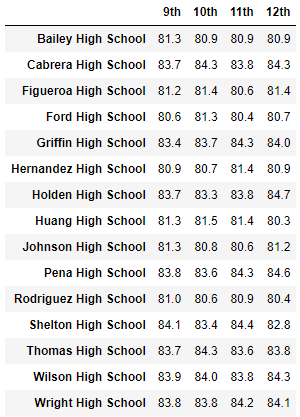 9th 10th 11th 12th
Bailey High School 81.3 80.9 80.9 80.9
Cabrera High School 83.7 84.3 83.8 84.3
Figueroa High School 81.2 81.4 80.6 81.4
Ford High School 80.6 81.3 80.4 80.7
Griffin High School 83.4 83.7 84.3 84.0
Hernandez High School 80.9 80.7 81.4 80.9
Holden High School 83.7 83.3 83.8 84.7
Huang High School 81.3 81.5 81.4 80.3
Johnson High School 81.3 80.8 80.6 81.2
Pena High School 83.8 83.6 84.3 84.6
Rodriguez High School 81.0 80.6 80.9 80.4
Shelton High School 84.1 83.4 84.4 82.8
Thomas High School 83.7 84.3 83.6 83.8
Wilson High School 83.9 84.0 83.8 84.3
Wright High School 83.8 83.8 84.2 84.1